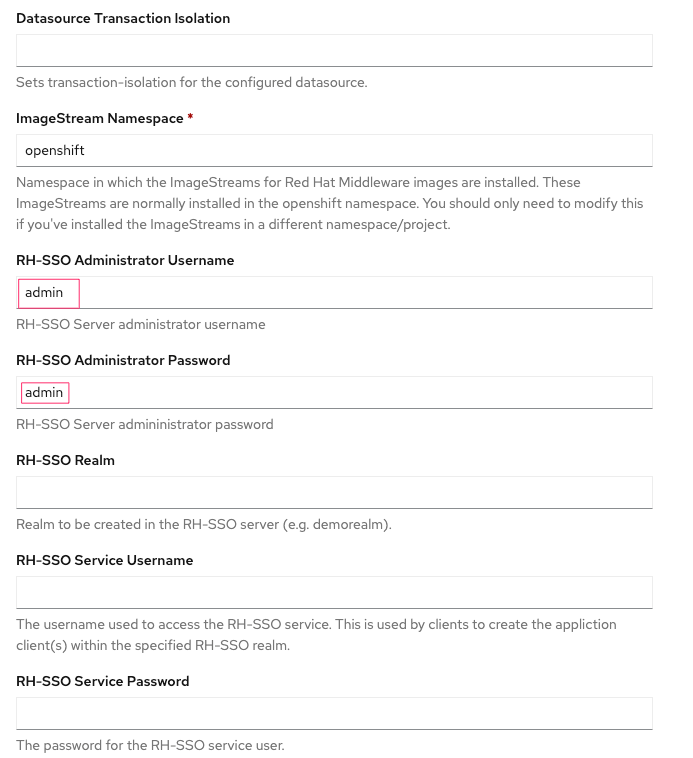 Datasource Transaction Isolation
Sets transaction-isolation for the configured datasource.
ImageStream Namespace *
openshift
Namespace in which the ImageStreams for Red Hat Middleware images are installed. These
ImageStreams are normally installed in the openshift namespace. You should only need to modify this
if you've installed the ImageStreams in a different namespace/project.
RH-SSO Administrator Username
admin
RH-SSO Server administrator username
RH-SSO Administrator Password
admin
RH-SSO Server admininistrator password
RH-SSO Realm
Realm to be created in the RH-SSO server (e.g. demorealm).
RH-SSO Service Username
The username used to access the RH-SSO service. This is used by clients to create the appliction
client(s) within the specified RH-SSO realm.
RH-SSO Service Password
The password for the RH-SSO service user.